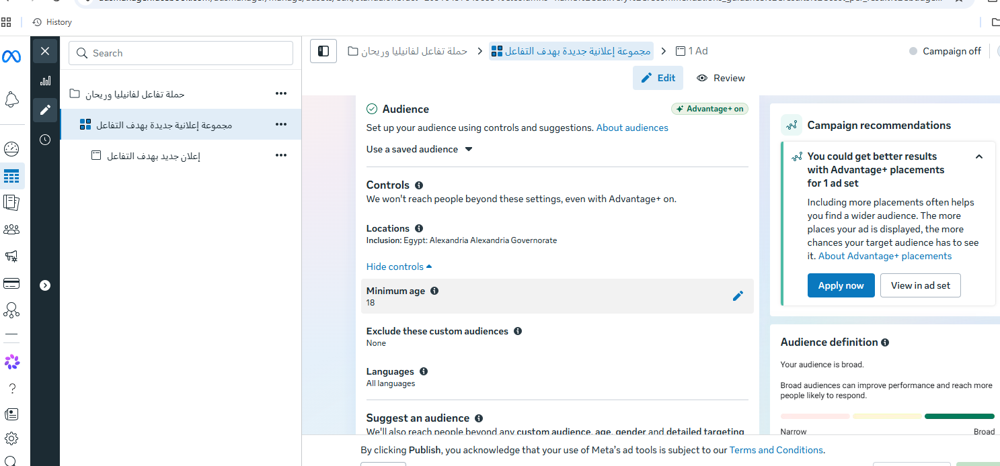 History
Search
حملة تفاعل لفانيليا وريحان
مجموعة إعلانية جديدة بهدف التفاعل
إعلان جديد بهدف التفاعل
حملة تفاعل لفانيليا وريحان
مجموعة إعلانية جديدة بهدف التفاعل
1 Ad
Campaign off
Edit
Review
Audience
Advantage+ on
Set up your audience using controls and suggestions. About audiences
Use a saved audience
Controls
We won't reach people beyond these settings, even with Advantage+ on.
Locations
Inclusion: Egypt: Alexandria Alexandria Governorate
Hide controls
Minimum age
18
Exclude these custom audiences
None
Languages
All languages
Suggest an audience
We'll also reach people beyond any custom audience, age, gender and detailed targeting
By clicking Publish, you acknowledge that your use of Meta's ad tools is subject to our Terms and Conditions.
Campaign recommendations
You could get better results
with Advantage+ placements
for 1 ad set
Including more placements often helps
you find a wider audience. The more
places your ad is displayed, the more
chances your target audience has to see
it. About Advantage+ placements
Apply now
View in ad set
Audience definition
Your audience is broad.
Broad audiences can improve performance and reach more
people likely to respond.
Narrow
Broad